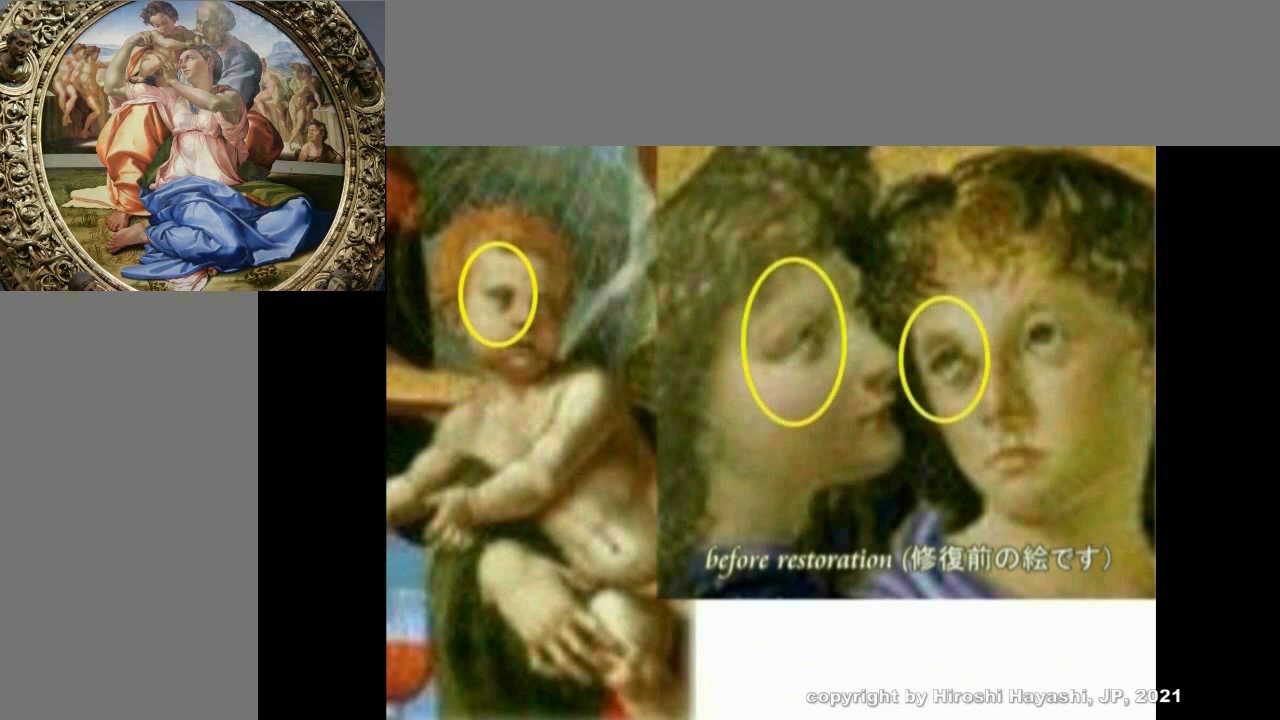 before restoration (修復前の絵です)
copyright by Hiroshi Hayashi, JP, 2021